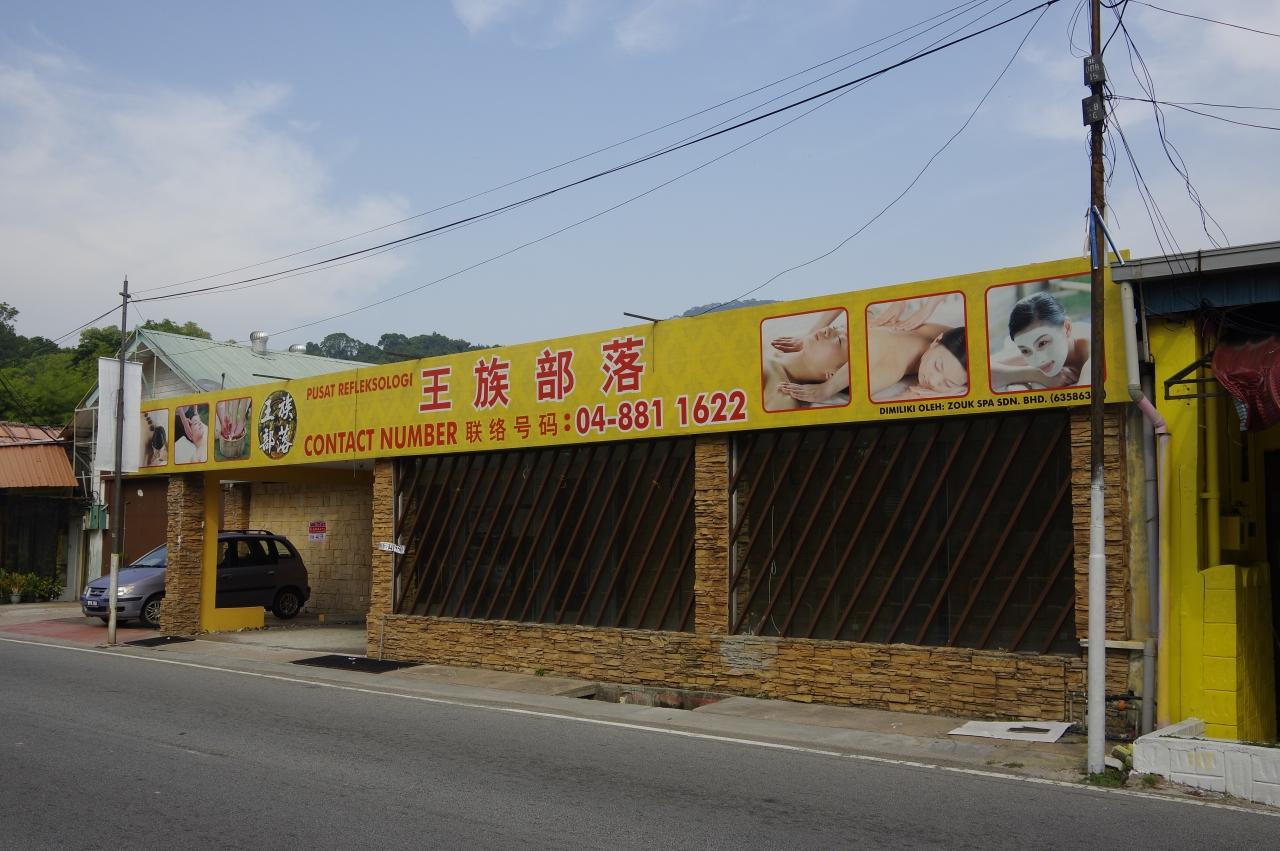 王族
部落
PUSAT REFLEKSOLOGI
王族部落
CONTACT NUMBER 联络号码:04-881 1622
DIMILIKI OLEH: ZOUK SPA SDN. BHD. (635863